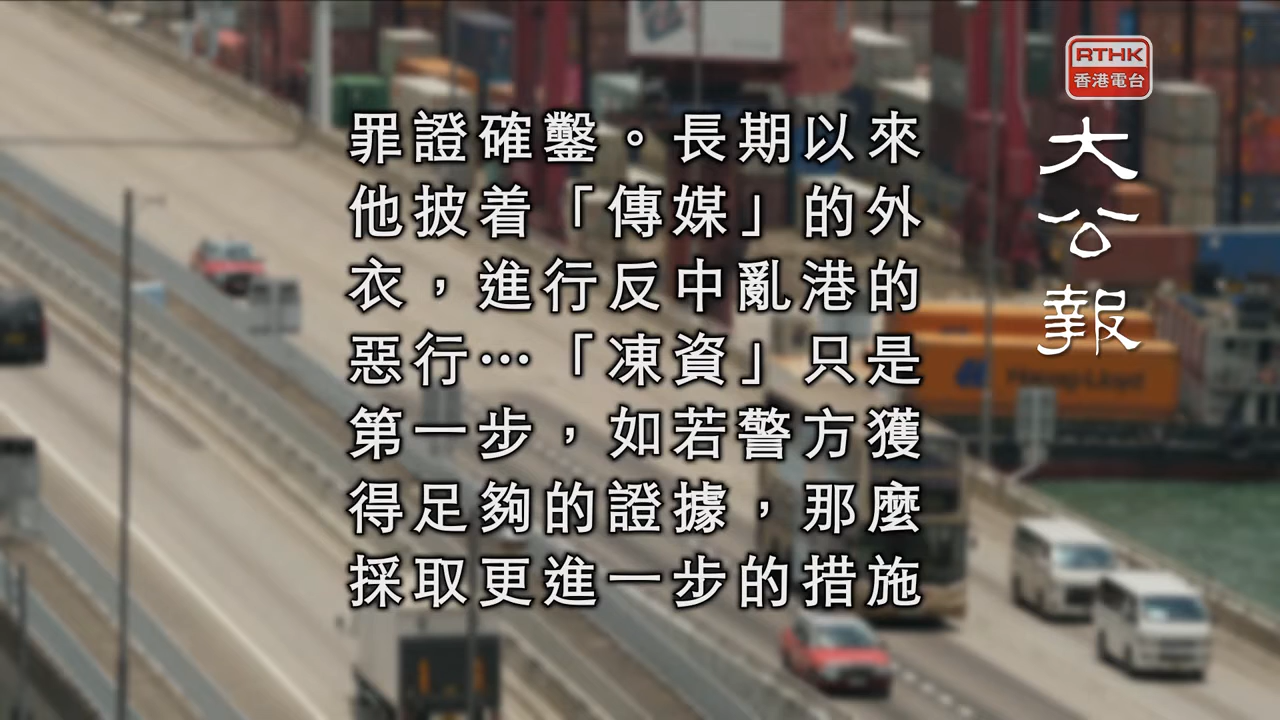 RTHK
香港電台
大公報
罪證確鑿。長期以來
他披着「傳媒」的外
衣，進行反中亂港的
惡行…「凍資」只是
第一步，如若警方獲
得足夠的證據，那麼
採取更進一步的措施
Hapag-Lloyd